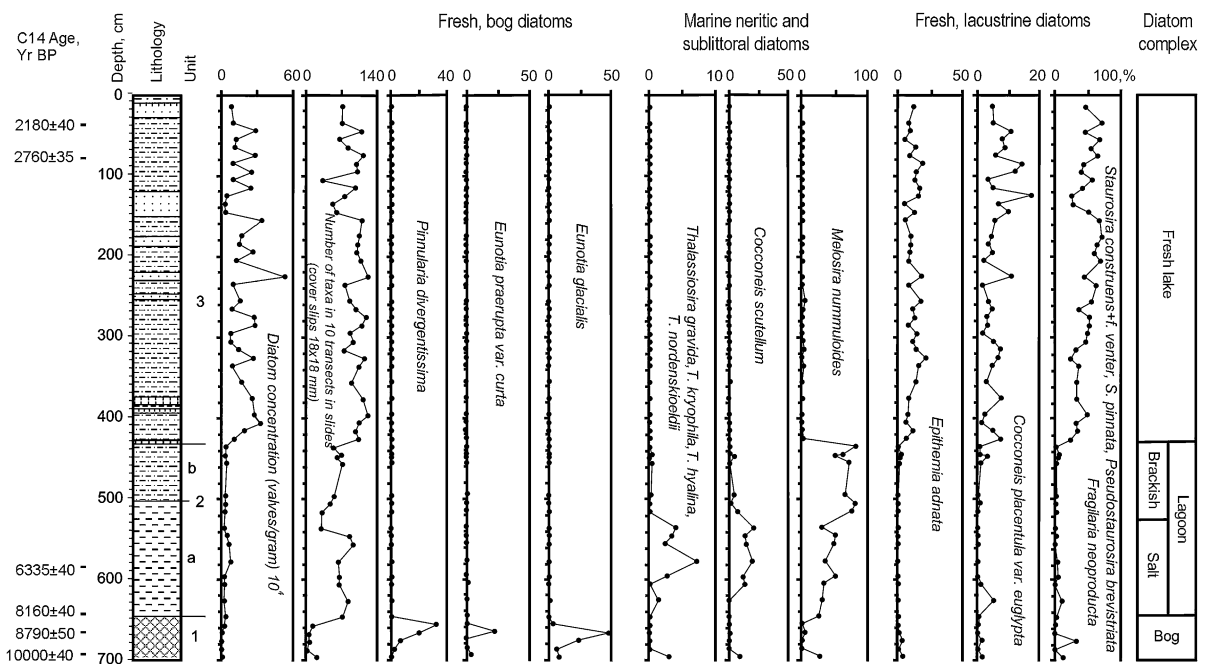 Fresh, bog diatoms
Marine neritic and
sublittoral diatoms
Fresh, lacustrine diatoms
Diatom
complex
C14 Age,
Yr BP
Depth, cm
Lithology
Unit
0 600 140 0 40 0 50 0 50 0 10 0 50 0 100 0 50 0 20 0 100,%
0
2180±40
2760±35
100
200
300
400
500
6335±40
600
8160±40
8790±50
10000±40
700
3
b
2
a
1
Diatom concentration (valves/gram) 10⁴
Number of taxa in 10 transects in slides
(cover slips 18x18 mm)
Pinnularia divergentissima
Eunotia praerupta var. curta
Eunotia glacialis
Thalassiosira gravida,T. kryophila,T. hyalina,
T. nordenskioeldii
Cocconeis scutellum
Melosira nummuloides
Epithemia adnata
Cocconeis placentula var. euglypta
Staurosira construens+f. venter, S. pinnata, Pseudostaurosira brevistriata
Fragilaria neoproducta
Fresh lake
Brackish
Salt
Lagoon
Bog